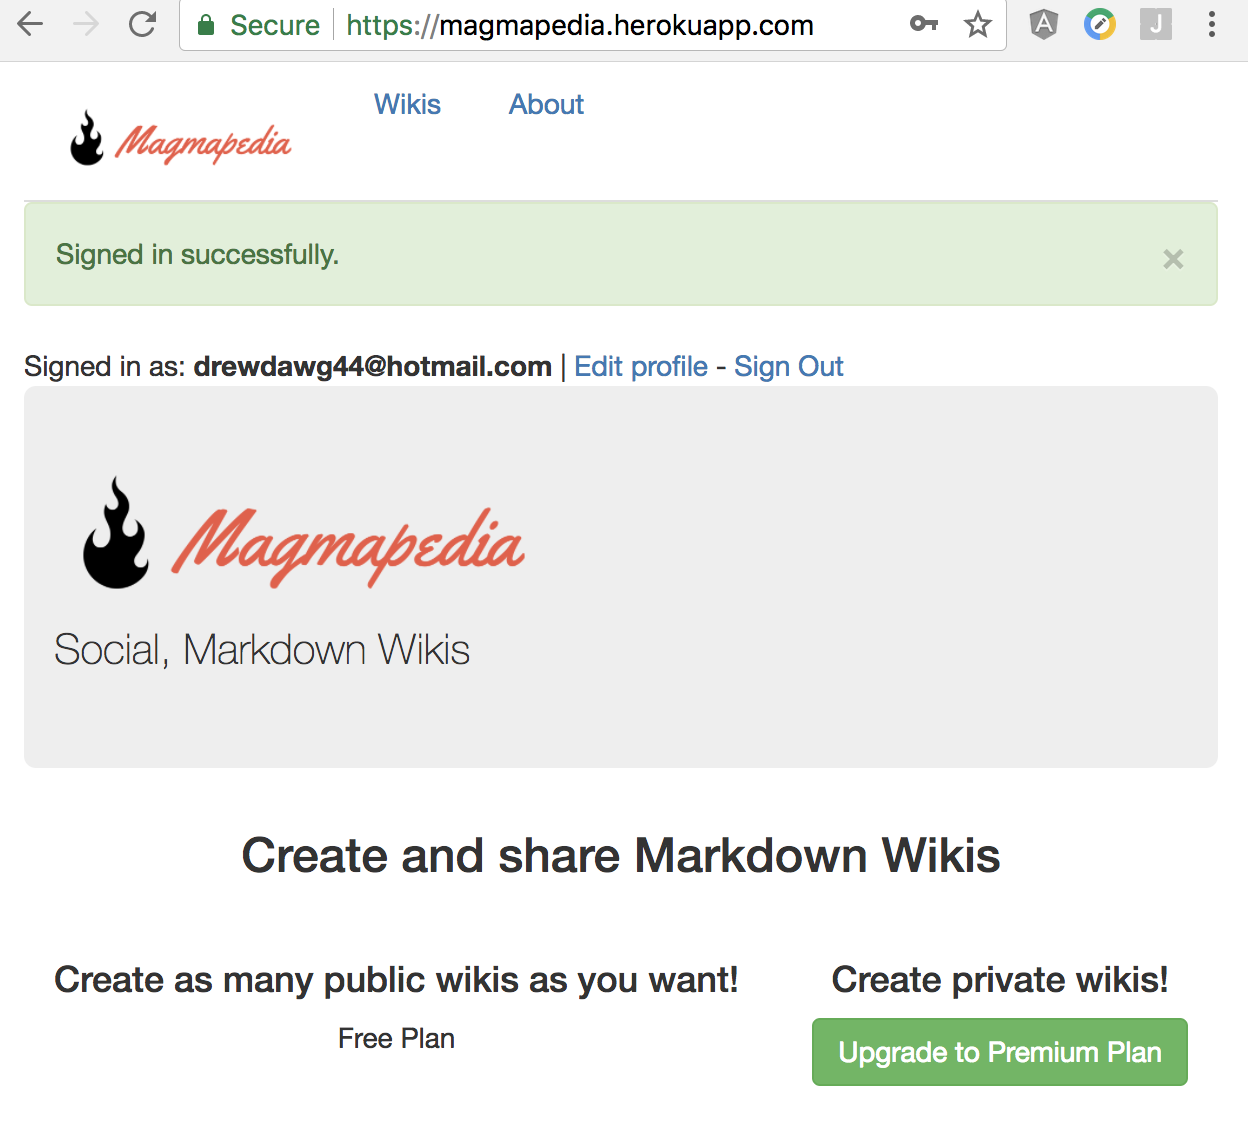 Secure https://magmapedia.herokuapp.com A J
Wikis About
Magmapedia
Signed in successfully. ×
Signed in as: drewdawg44@hotmail.com | Edit profile - Sign Out
Magmapedia
Social, Markdown Wikis
Create and share Markdown Wikis
Create as many public wikis as you want! Create private wikis!
Free Plan Upgrade to Premium Plan